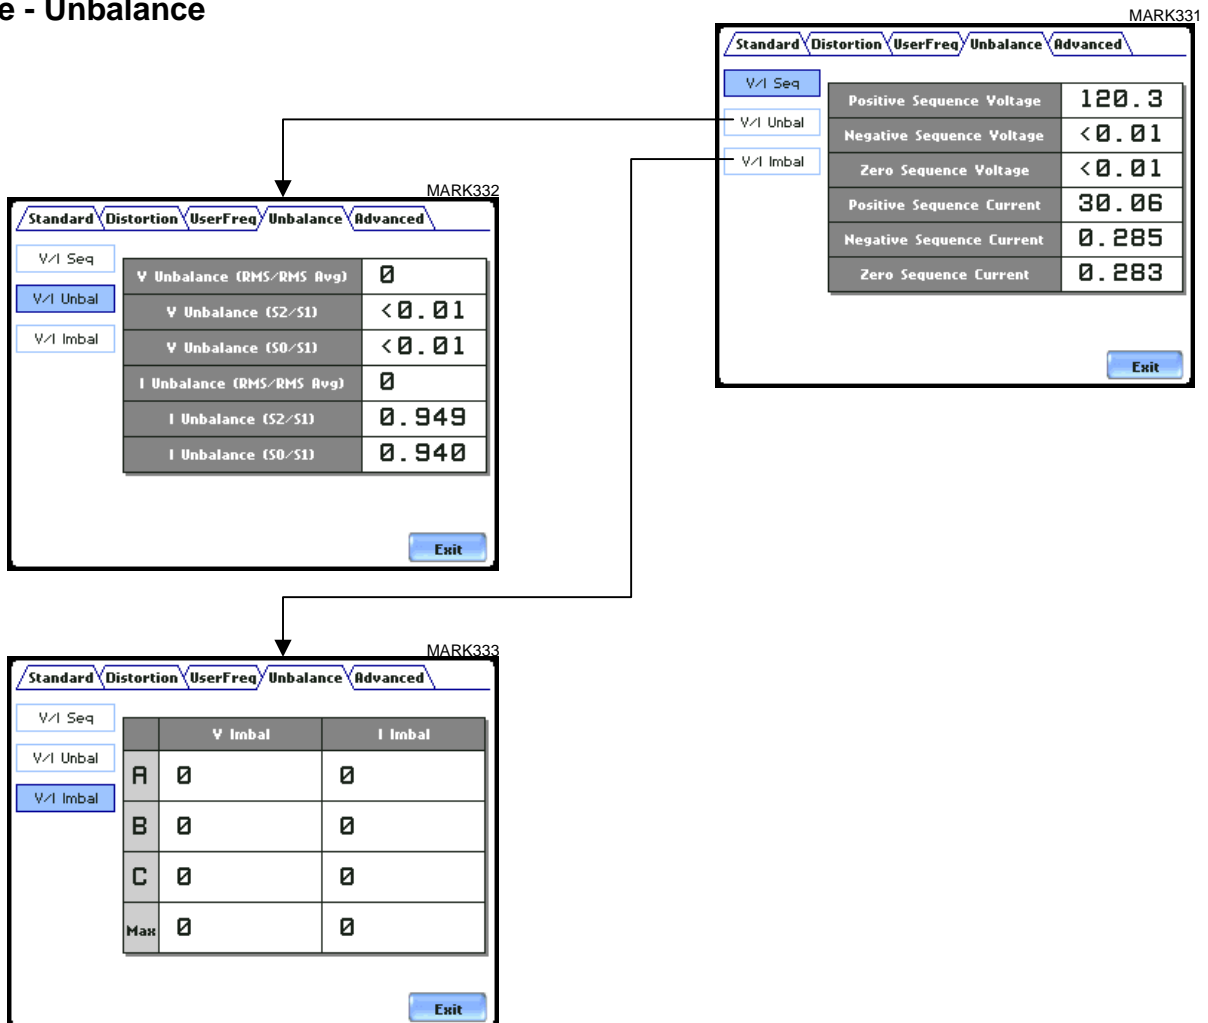 e - Unbalance
MARK331
Standard Distortion UserFreq Unbalance Advanced
V/I Seq
V/I Unbal
V/I Imbal
Positive Sequence Voltage 120.3
Negative Sequence Voltage <0.01
Zero Sequence Voltage <0.01
Positive Sequence Current 30.06
Negative Sequence Current 0.285
Zero Sequence Current 0.283
Exit
MARK332
Standard Distortion UserFreq Unbalance Advanced
V/I Seq
V/I Unbal
V/I Imbal
V Unbalance (RMS/RMS Avg) 0
V Unbalance (S2/S1) <0.01
V Unbalance (S0/S1) <0.01
I Unbalance (RMS/RMS Avg) 0
I Unbalance (S2/S1) 0.949
I Unbalance (S0/S1) 0.940
Exit
MARK333
Standard Distortion UserFreq Unbalance Advanced
V/I Seq
V/I Unbal
V/I Imbal
V Imbal I Imbal
A 0 0
B 0 0
C 0 0
Max 0 0
Exit